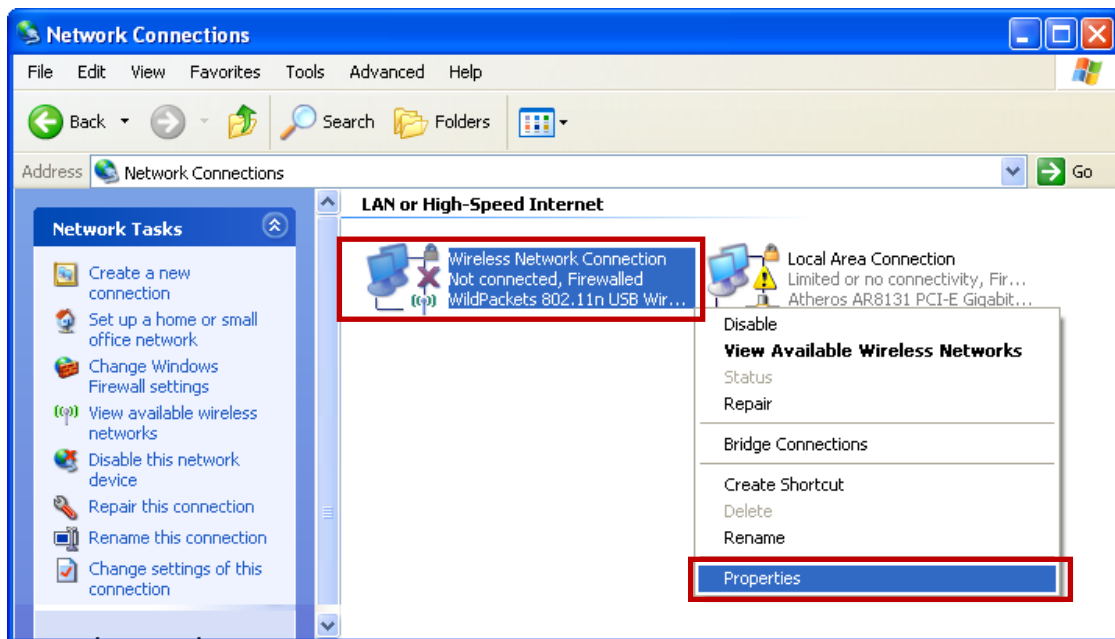 Network Connections
File Edit View Favorites Tools Advanced Help
Back Search Folders
Address Network Connections Go
Network Tasks
Create a new
connection
Set up a home or small
office network
Change Windows
Firewall settings
View available wireless
networks
Disable this network
device
Repair this connection
Rename this connection
Change settings of this
connection
LAN or High-Speed Internet
Wireless Network Connection
Not connected, Firewalled
WildPackets 802.11n USB Wir...
Local Area Connection
Limited or no connectivity, Fir...
Atheros AR8131 PCI-E Gigabit...
Disable
View Available Wireless Networks
Status
Repair
Bridge Connections
Create Shortcut
Delete
Rename
Properties